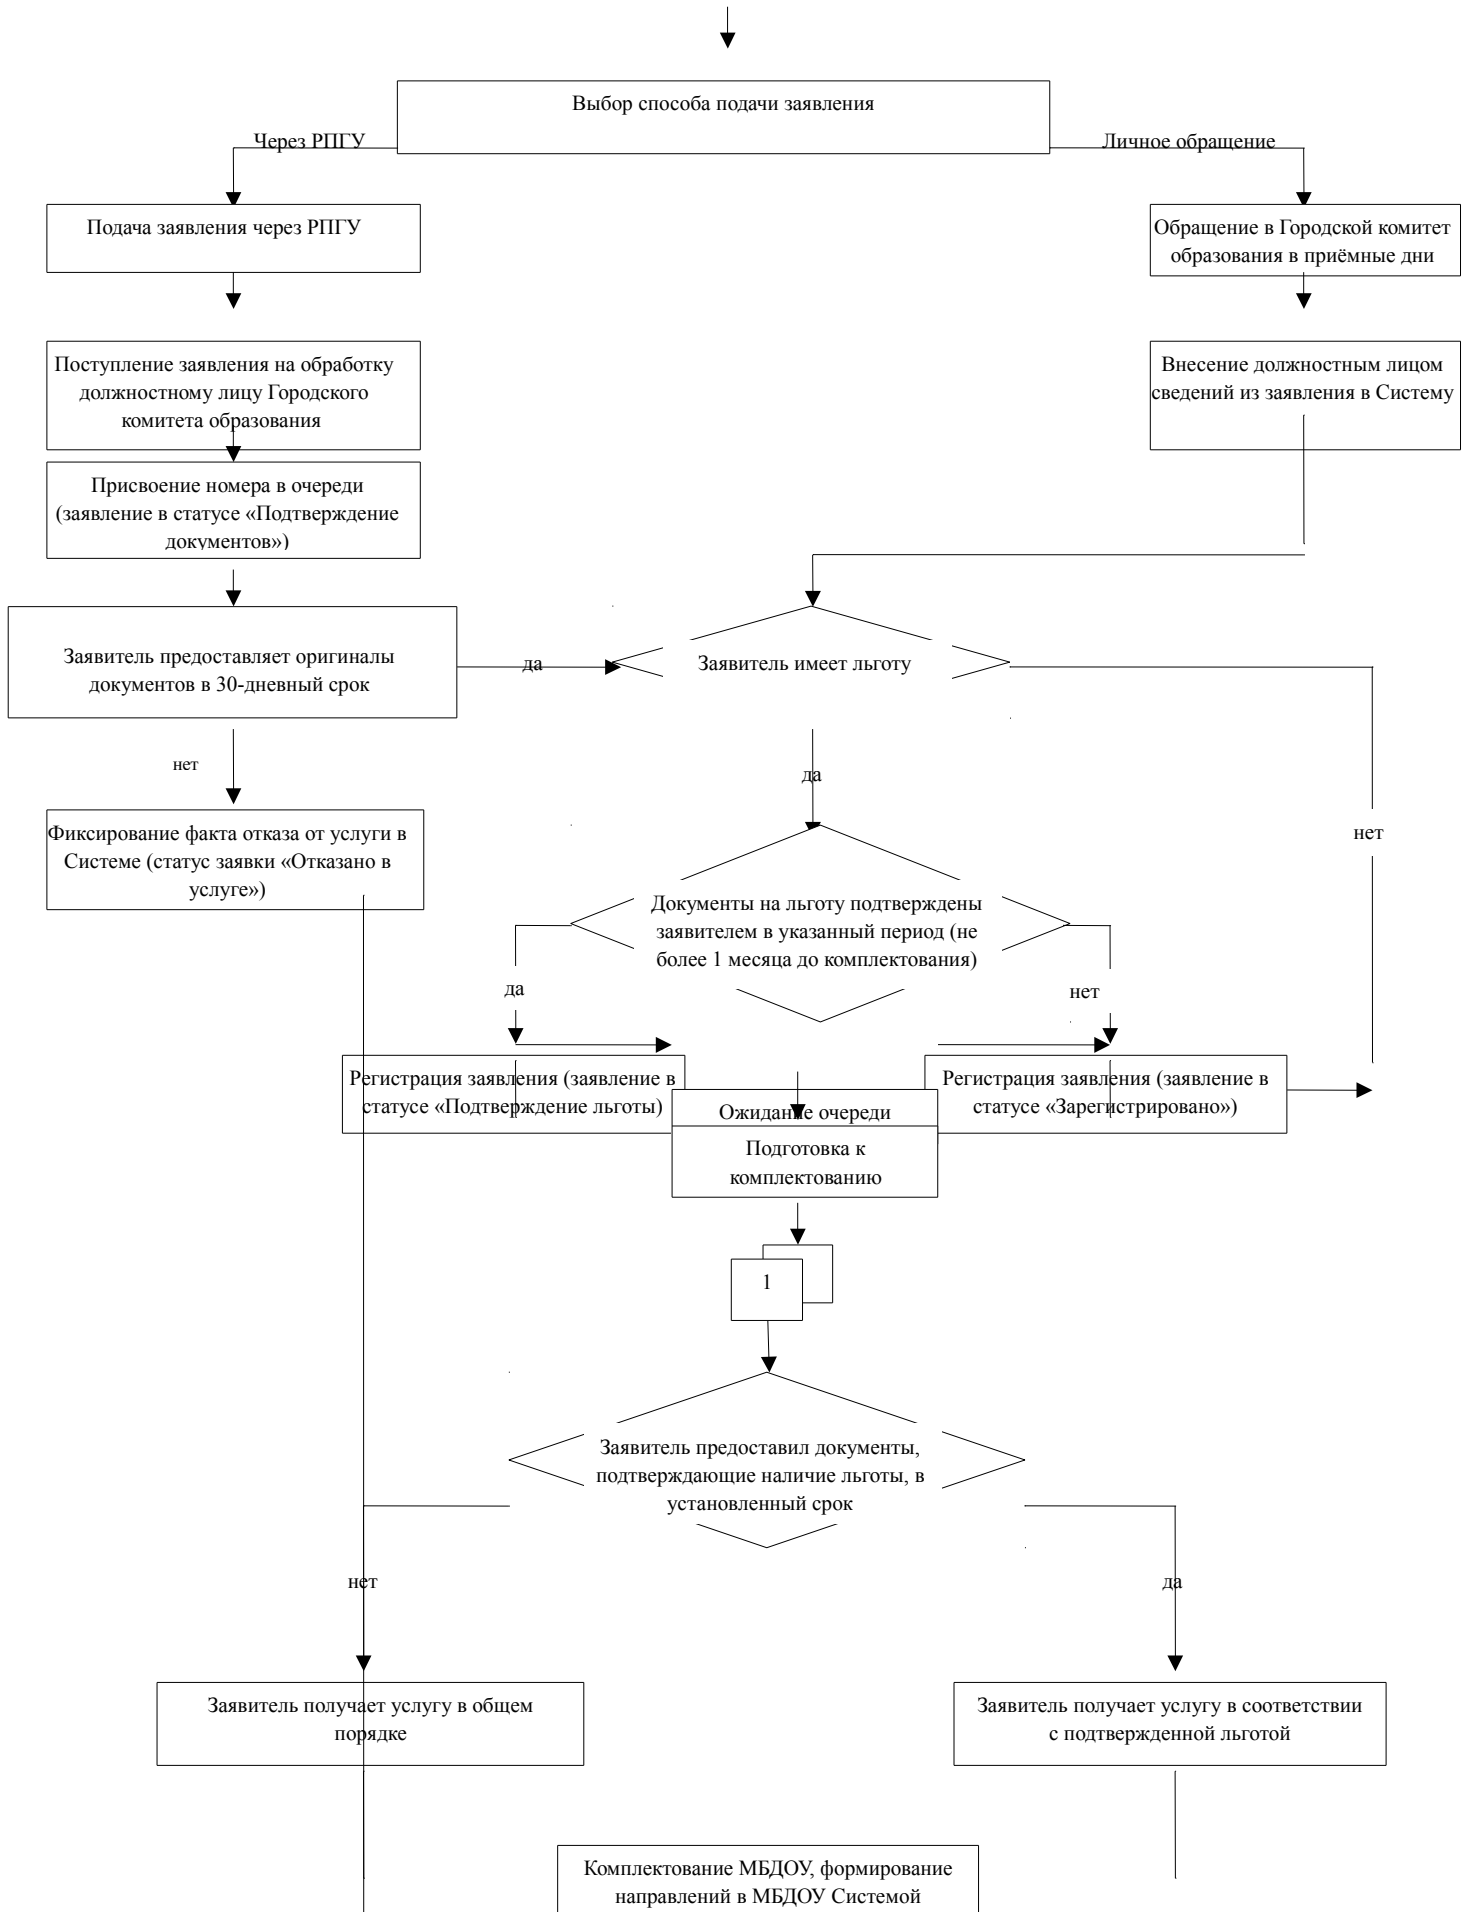 Выбор способа подачи заявления
Через РПГУ
Личное обращение
Подача заявления через РПГУ
Обращение в Городской комитет
образования в приёмные дни
Поступление заявления на обработку
должностному лицу Городского
комитета образования
Внесение должностным лицом
сведений из заявления в Систему
Присвоение номера в очереди
(заявление в статусе «Подтверждение
документов»)
Заявитель предоставляет оригиналы
документов в 30-дневный срок
да
Заявитель имеет льготу
нет
да
нет
Фиксирование факта отказа от услуги в
Системе (статус заявки «Отказано в
услуге»)
Документы на льготу подтверждены
заявителем в указанный период (не
более 1 месяца до комплектования)
да
нет
Регистрация заявления (заявление в
статусе «Подтверждение льготы)
Ожидание очереди
Регистрация заявления (заявление в
статусе «Зарегистрировано»)
Подготовка к
комплектованию
1
Заявитель предоставил документы,
подтверждающие наличие льготы, в
установленный срок
нет
да
Заявитель получает услугу в общем
порядке
Заявитель получает услугу в соответствии
с подтвержденной льготой
Комплектование МБДОУ, формирование
направлений в МБДОУ Системой